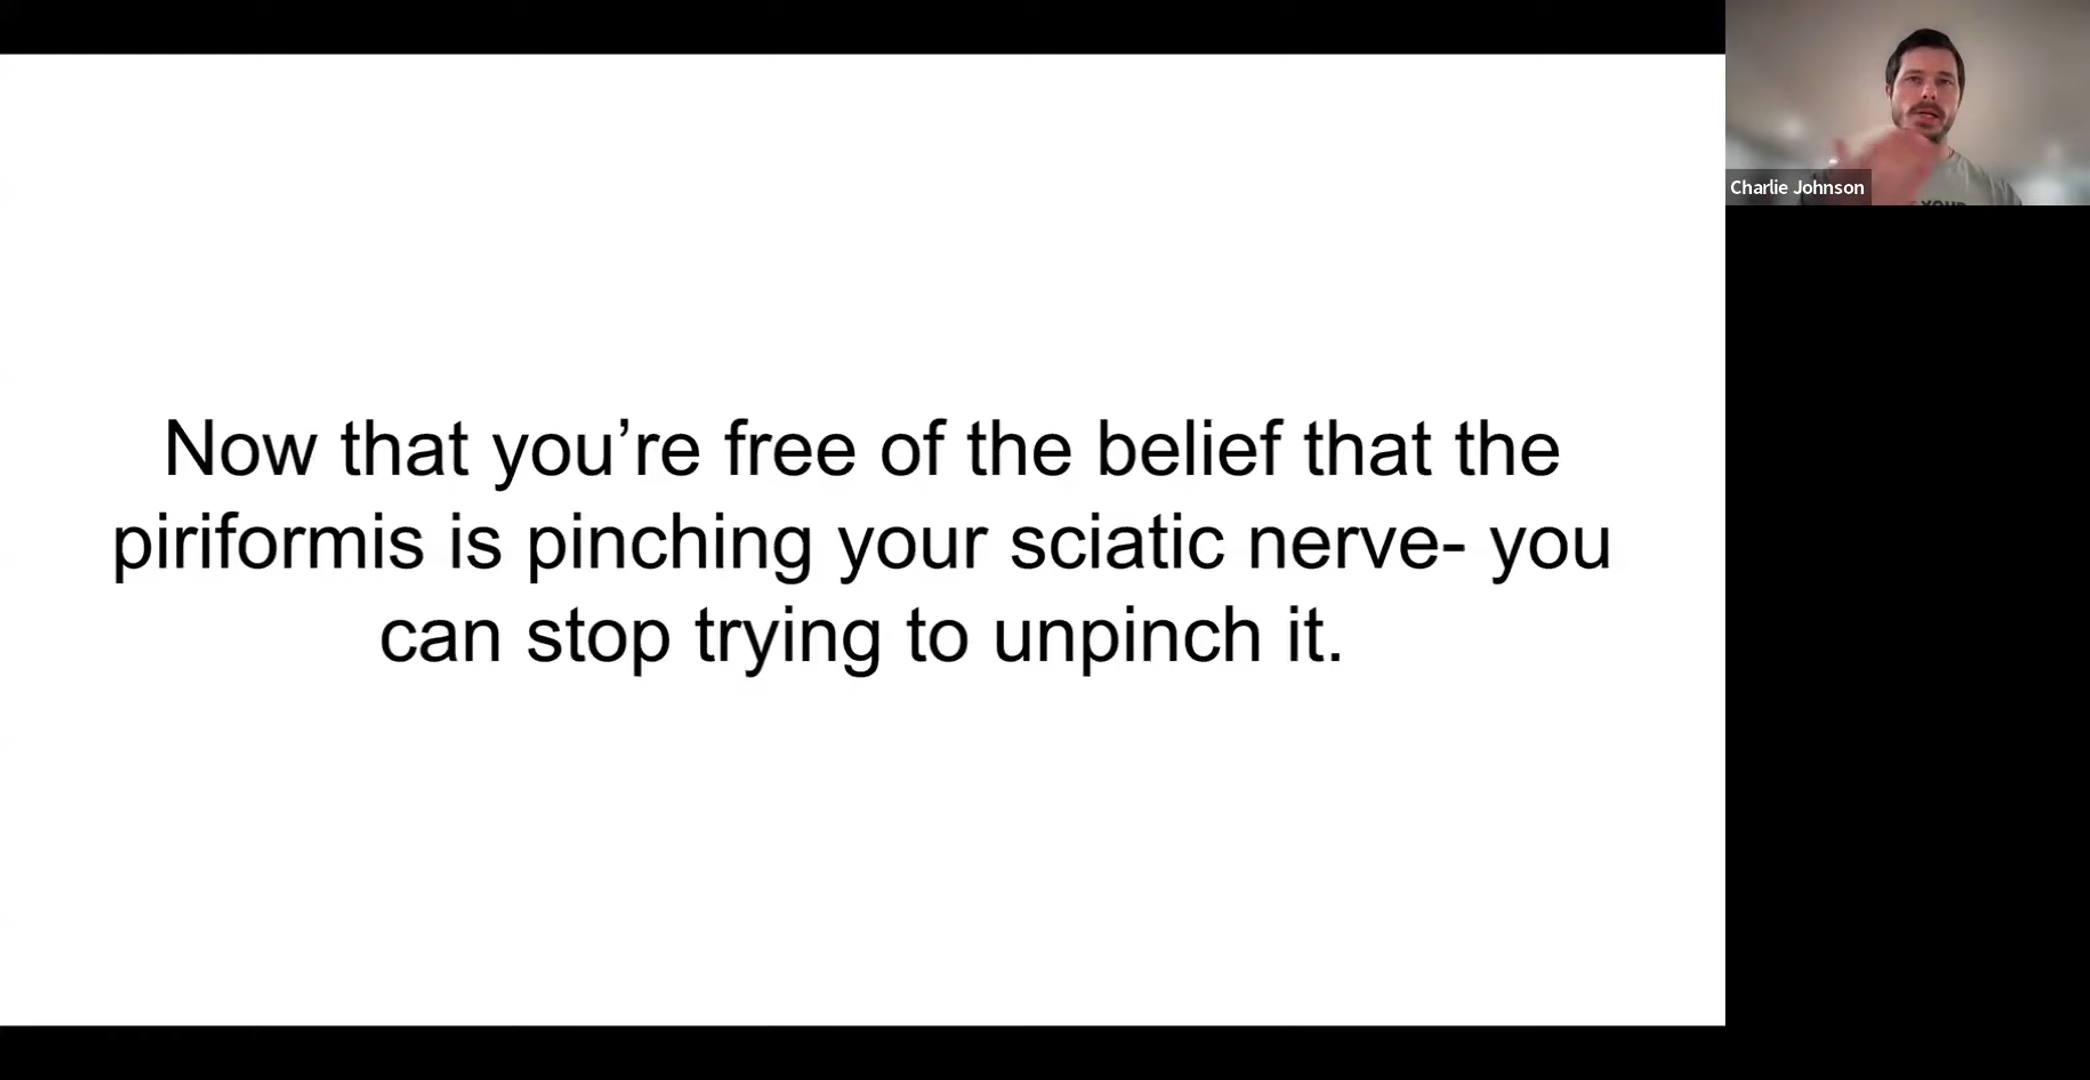 Now that you’re free of the belief that the
piriformis is pinching your sciatic nerve- you
can stop trying to unpinch it.
Charlie Johnson
YOUR